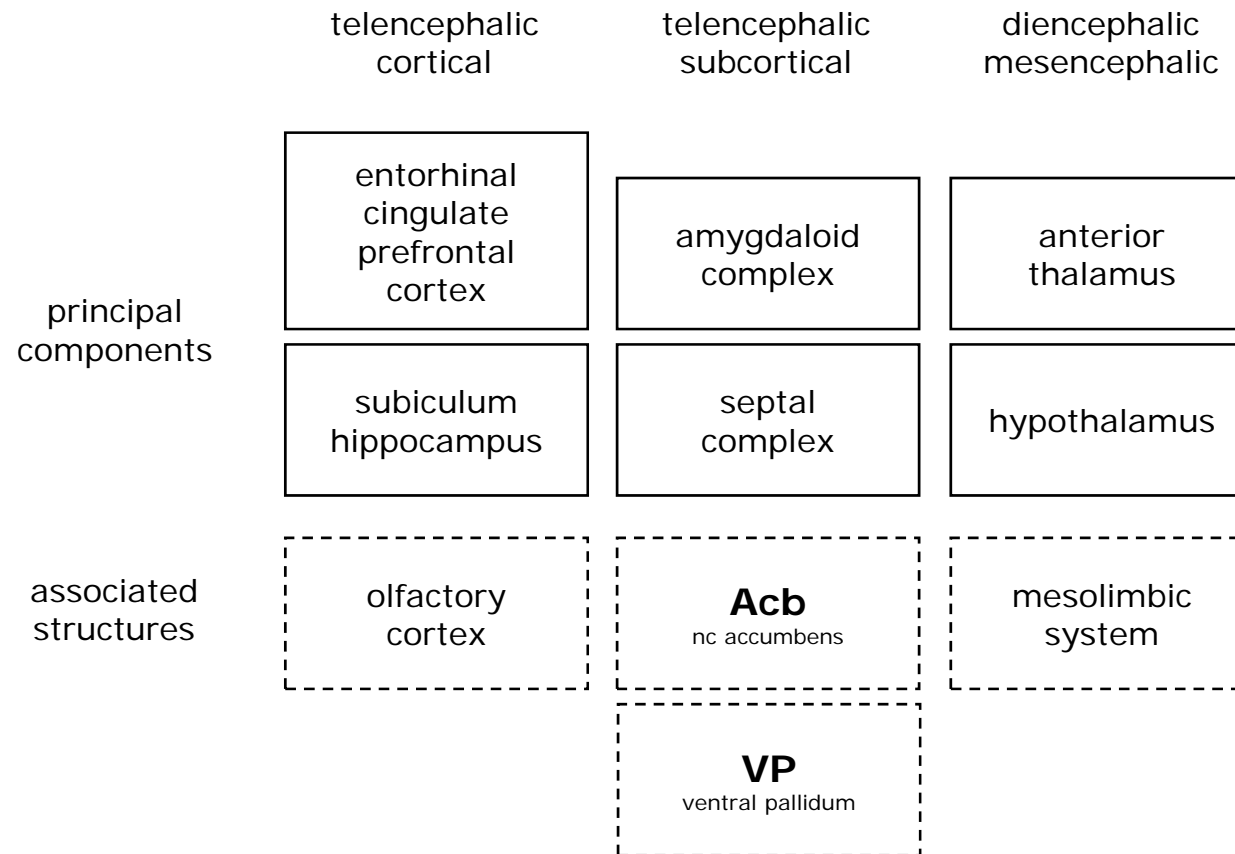 telencephalic
cortical
telencephalic
subcortical
diencephalic
mesencephalic
principal
components
entorhinal
cingulate
prefrontal
cortex
amygdaloid
complex
anterior
thalamus
subiculum
hippocampus
septal
complex
hypothalamus
associated
structures
olfactory
cortex
Acb
nc accumbens
mesolimbic
system
VP
ventral pallidum